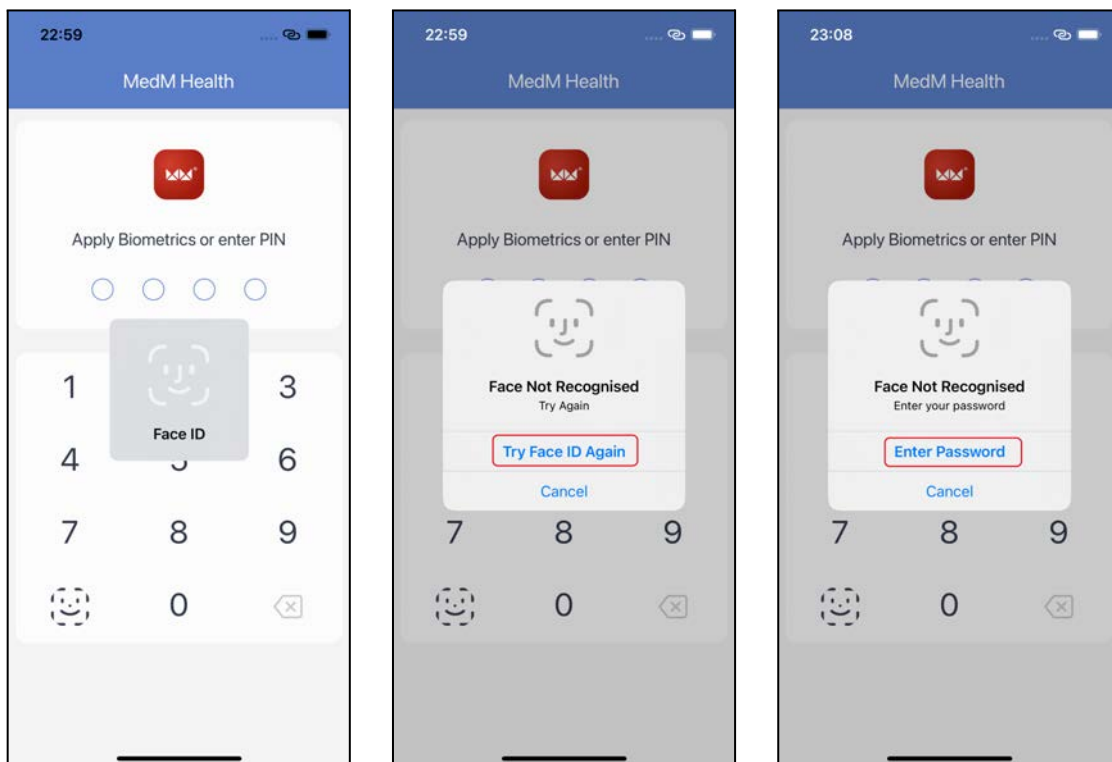 22:59
MedM Health
Apply Biometrics or enter PIN
Face ID
1
3
4
5
6
7
8
9
0
22:59
MedM Health
Apply Biometrics or enter PIN
Face Not Recognised
Try Again
Try Face ID Again
Cancel
7
8
9
0
23:08
MedM Health
Apply Biometrics or enter PIN
Face Not Recognised
Enter your password
Enter Password
Cancel
7
8
9
0